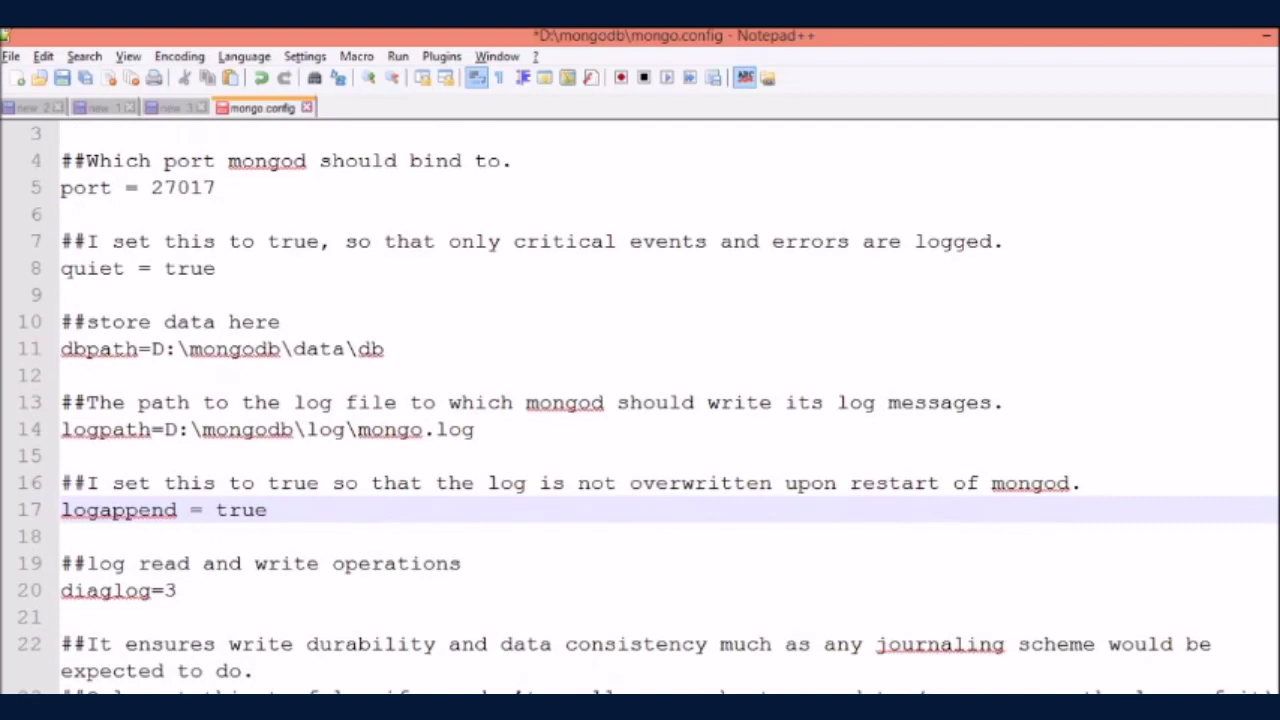 *D:\mongodb\mongo.config - Notepad++
File Edit Search View Encoding Language Settings Macro Run Plugins Window ?
new 2 new 1 new 3 mongo.config
3
4 ##Which port mongod should bind to.
5 port = 27017
6
7 ##I set this to true, so that only critical events and errors are logged.
8 quiet = true
9
10 ##store data here
11 dbpath=D:\mongodb\data\db
12
13 ##The path to the log file to which mongod should write its log messages.
14 logpath=D:\mongodb\log\mongo.log
15
16 ##I set this to true so that the log is not overwritten upon restart of mongod.
17 logappend = true
18
19 ##log read and write operations
20 diaglog=3
21
22 ##It ensures write durability and data consistency much as any journaling scheme would be
expected to do.